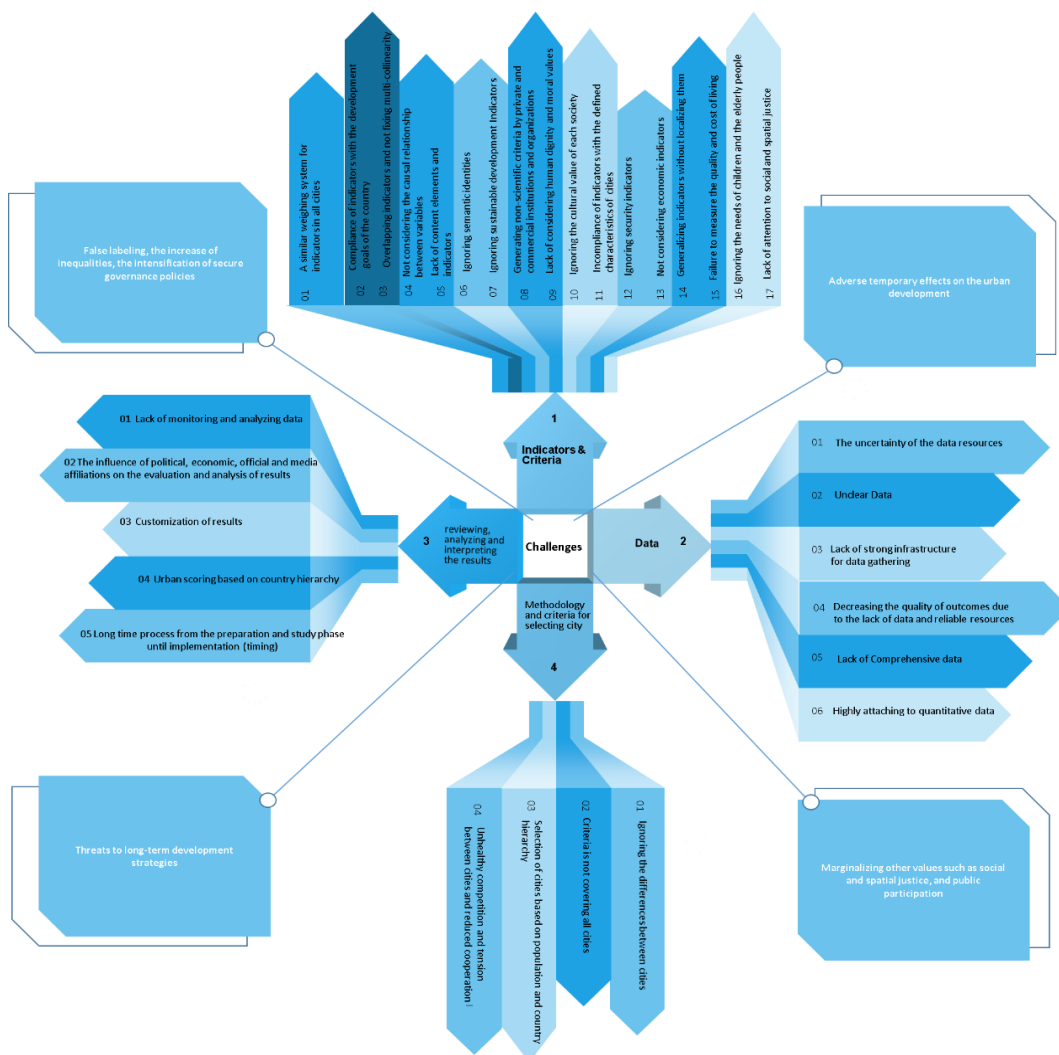 A similar weighing system for
indicators in all cities
01
Compliance of indicators with the development
goals of the country
02
Overlapping indicators and not fixing multi-collinearity
03
Not considering the causal relationship
between variables
04
Lack of content elements and
indicators
05
Ignoring semantic identities
06
Ignoring sustainable development Indicators
07
Generating non-scientific criteria by private and
commercial institutions and organizations
08
Lack of considering human dignity and moral values
09
Ignoring the cultural value of each society
10
Incompliance of indicators with the defined
characteristics of cities
11
Ignoring security indicators
12
Not considering economic indicators
13
Generalizing indicators without localizing them
14
Failure to measure the quality and cost of living
15
Ignoring the needs of children and the elderly people
16
Lack of attention to social and spatial justice
17
False labeling, the increase of
inequalities, the intensification of secure
governance policies
Adverse temporary effects on the urban
development
1
Indicators &
Criteria
01 Lack of monitoring and analyzing data
02 The influence of political, economic, official and media
affiliations on the evaluation and analysis of results
03 Customization of results
04 Urban scoring based on country hierarchy
05 Long time process from the preparation and study phase
until implementation (timing)
3
reviewing,
analyzing and
interpreting
the results
Challenges
Data 2
01 The uncertainty of the data resources
02 Unclear Data
03 Lack of strong infrastructure
for data gathering
04 Decreasing the quality of outcomes due
to the lack of data and reliable resources
05 Lack of Comprehensive data
06 Highly attaching to quantitative data
Methodology
and criteria for
selecting city
4
04
Unhealthy competition and tension
between cities and reduced cooperation
03
Selection of cities based on population and country
hierarchy
02
Criteria is not covering all cities
01
Ignoring the differences between cities
Threats to long-term development
strategies
Marginalizing other values such as social
and spatial justice, and public
participation